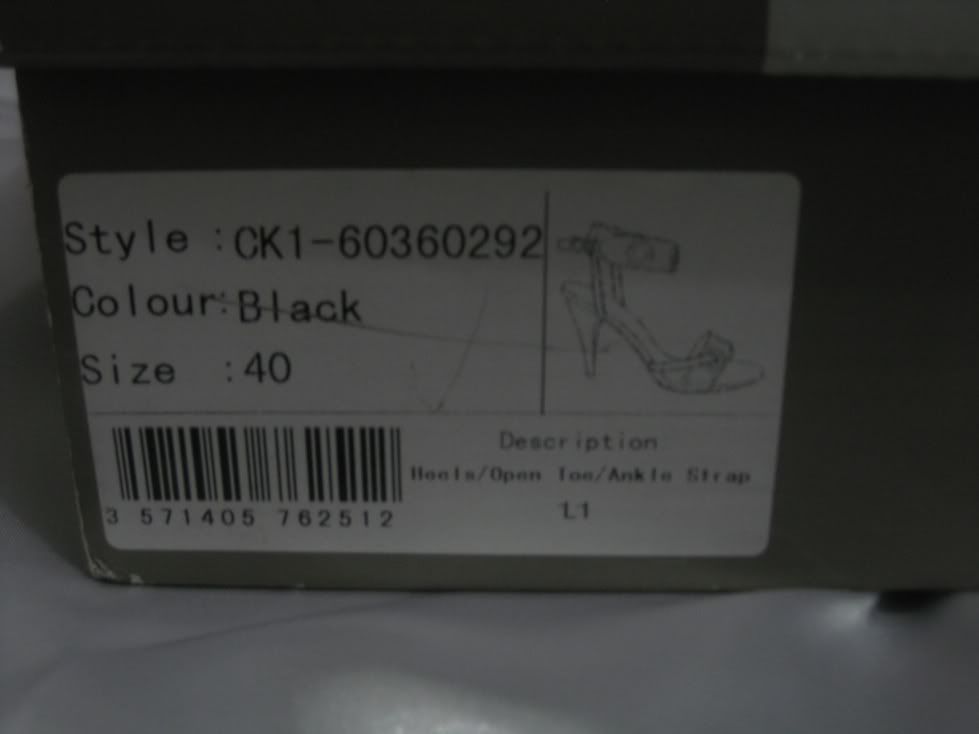 Style :CK1-60360292
Colour:Black
Size :40
3 571405 762512
Description
Heels/Open Toe/Ankle Strap
L1